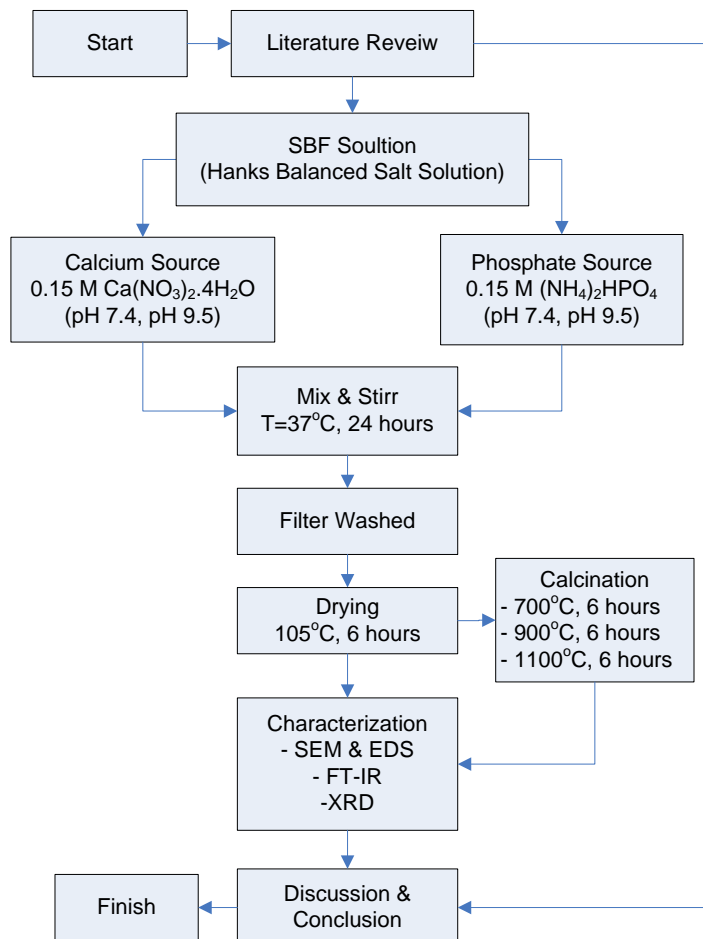 Start
Literature Reveiw
SBF Soultion
(Hanks Balanced Salt Solution)
Calcium Source
0.15 M Ca(NO₃)₂.4H₂O
(pH 7.4, pH 9.5)
Phosphate Source
0.15 M (NH₄)₂HPO₄
(pH 7.4, pH 9.5)
Mix & Stirr
T=37°C, 24 hours
Filter Washed
Drying
105°C, 6 hours
Calcination
- 700°C, 6 hours
- 900°C, 6 hours
- 1100°C, 6 hours
Characterization
- SEM & EDS
- FT-IR
-XRD
Discussion &
Conclusion
Finish